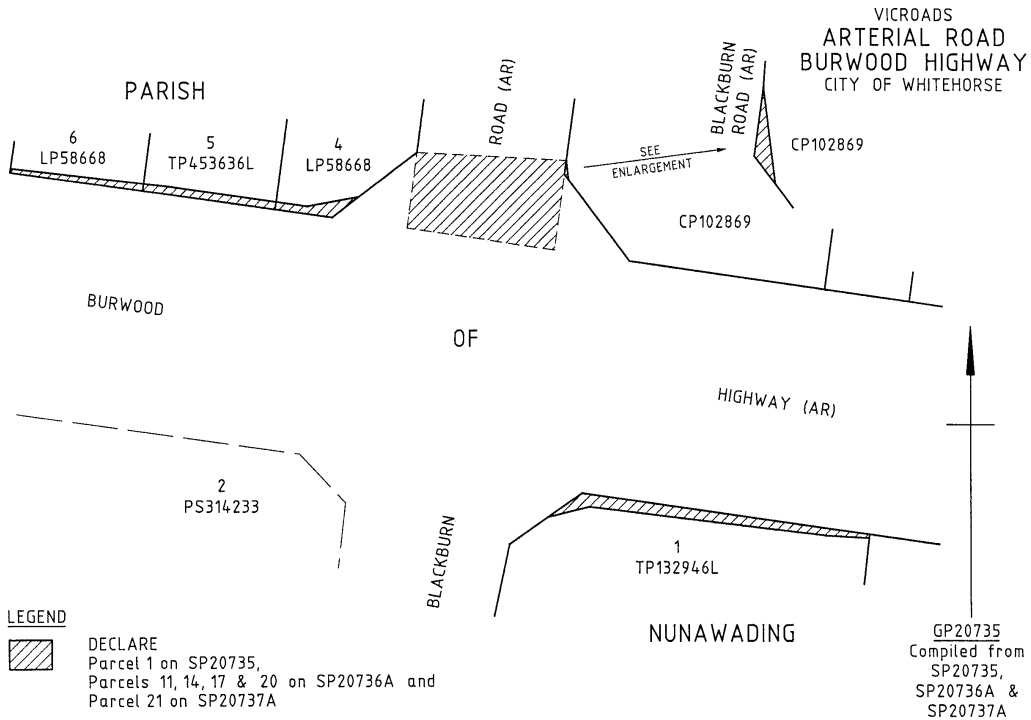 VICROADS
ARTERIAL ROAD
BURWOOD HIGHWAY
CITY OF WHITEHORSE
PARISH
ROAD (AR)
BLACKBURN
ROAD (AR)
6
LP58668
5
TP453636L
4
LP58668
SEE
ENLARGEMENT
CP102869
CP102869
BURWOOD
OF
HIGHWAY (AR)
2
PS314233
BLACKBURN
1
TP132946L
NUNAWADING
LEGEND
DECLARE
Parcel 1 on SP20735,
Parcels 11, 14, 17 & 20 on SP20736A and
Parcel 21 on SP20737A
GP20735
Compiled from
SP20735,
SP20736A &
SP20737A